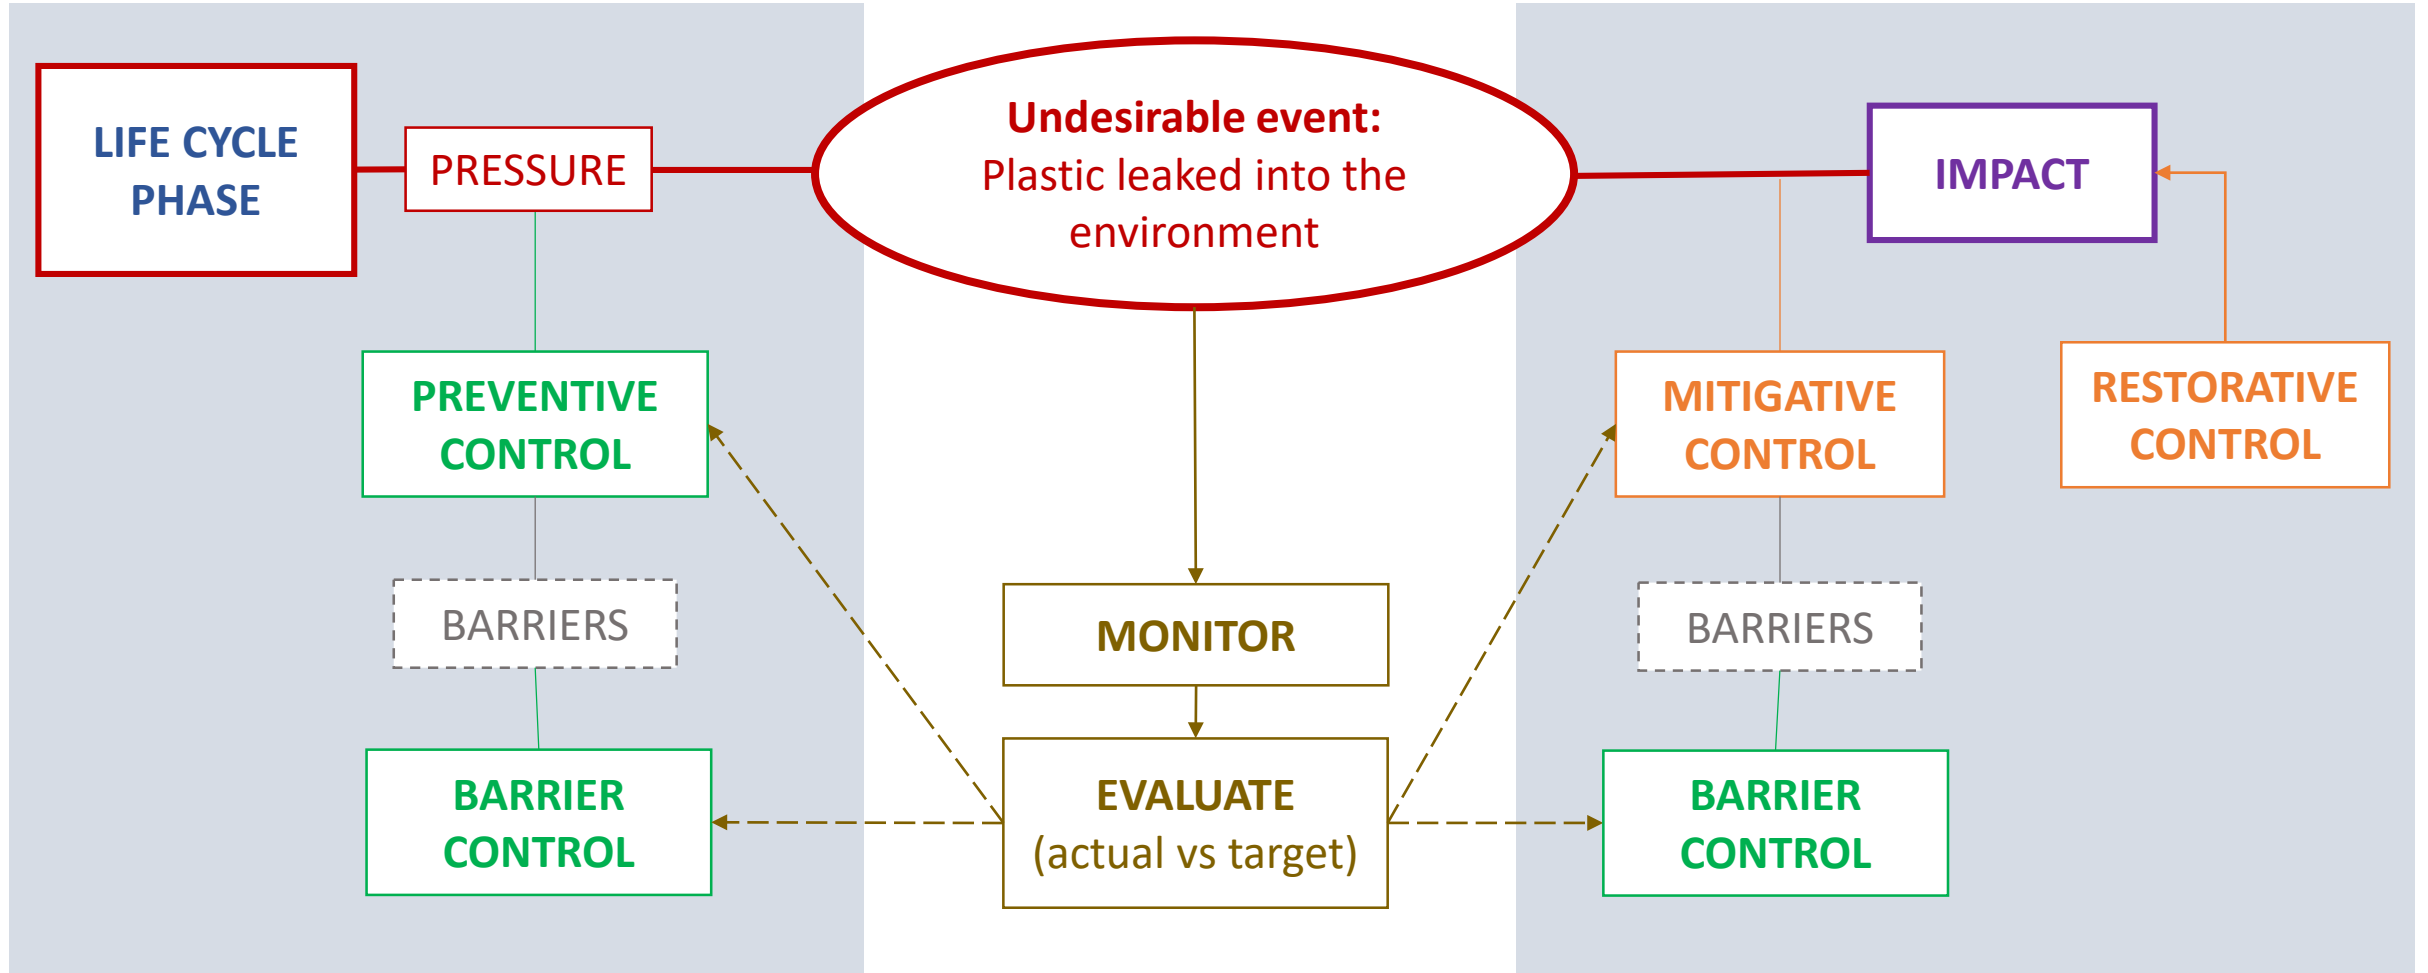 LIFE CYCLE
PHASE
PRESSURE
Undesirable event:
Plastic leaked into the
environment
IMPACT
PREVENTIVE
CONTROL
MITIGATIVE
CONTROL
RESTORATIVE
CONTROL
BARRIERS
MONITOR
BARRIERS
BARRIER
CONTROL
EVALUATE
(actual vs target)
BARRIER
CONTROL